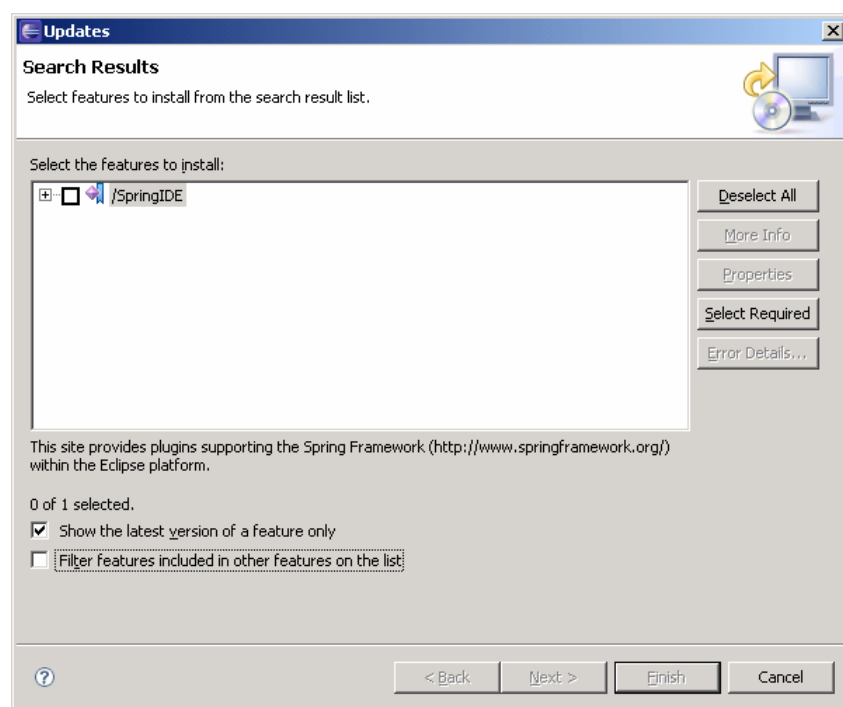 Updates
Search Results
Select features to install from the search result list.
Select the features to install:
/SpringIDE
Deselect All
More Info
Properties
Select Required
Error Details...
This site provides plugins supporting the Spring Framework (http://www.springframework.org/)
within the Eclipse platform.
0 of 1 selected.
Show the latest version of a feature only
Filter features included in other features on the list
?
< Back
Next >
Finish
Cancel